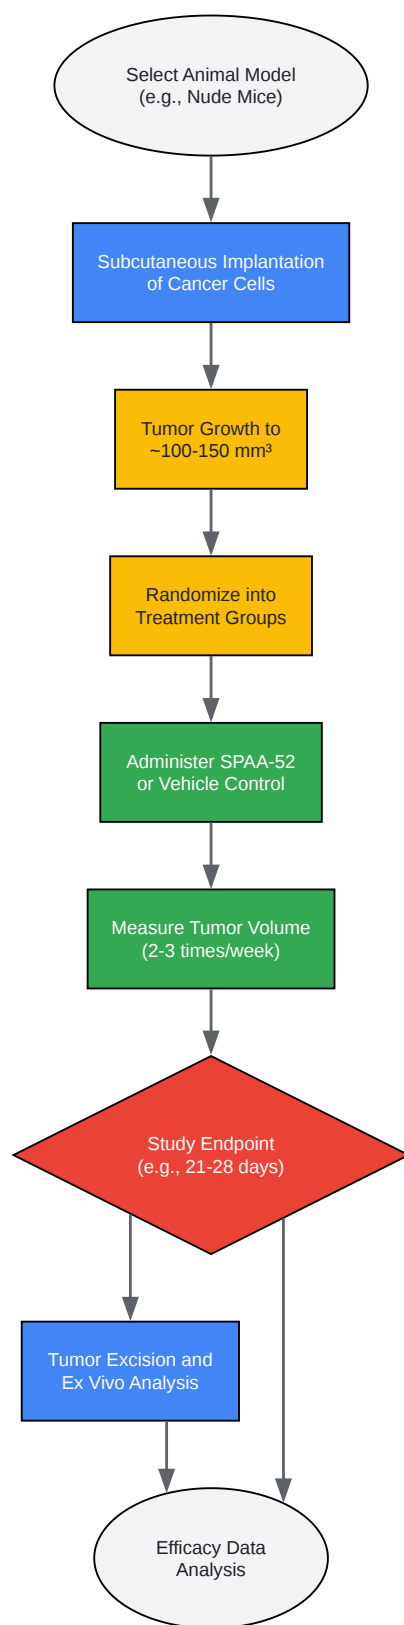 Select Animal Model
(e.g., Nude Mice)
Subcutaneous Implantation
of Cancer Cells
Tumor Growth to
~100-150 mm³
Randomize into
Treatment Groups
Administer SPAA-52
or Vehicle Control
Measure Tumor Volume
(2-3 times/week)
Study Endpoint
(e.g., 21-28 days)
Tumor Excision and
Ex Vivo Analysis
Efficacy Data
Analysis